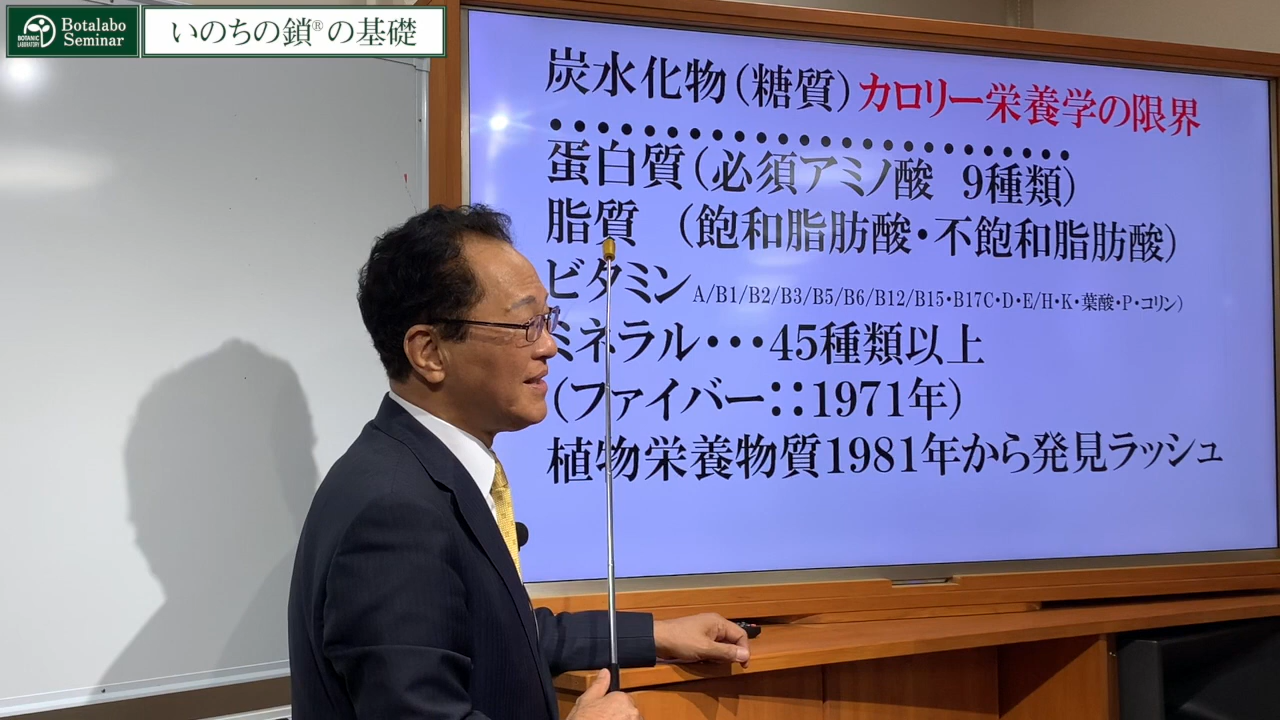 BOTANIC
LABORATORY
Botalabo
Seminar
いのちの鎖®の基礎
炭水化物(糖質)カロリー栄養学の限界
••••••••••••••••••••••••••
蛋白質(必須アミノ酸 9種類)
脂質 (飽和脂肪酸・不飽和脂肪酸)
ビタミンA/B1/B2/B3/B5/B6/B12/B15・B17C・D・E/H・K・葉酸・P・コリン)
ミネラル・・・45種類以上
(ファイバー::1971年)
植物栄養物質1981年から発見ラッシュ